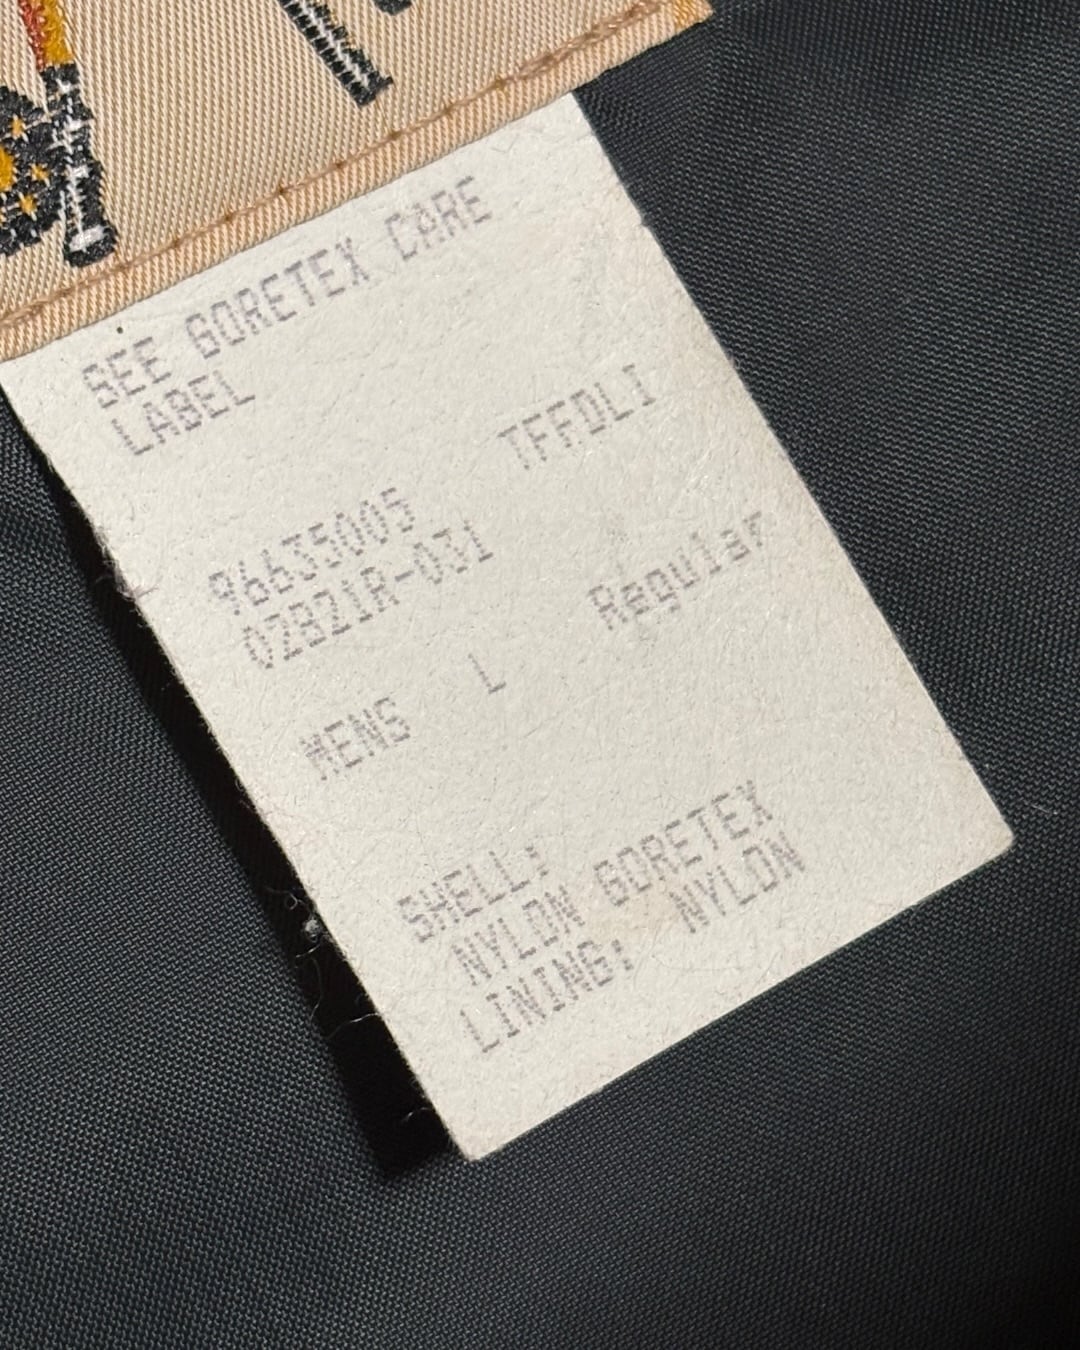 SEE GORETEX CARE
LABEL
TFFDLI
96635005
02821R-031
Regular
MENS L
SHELL:
NYLON GORETEX
LINING: NYLON